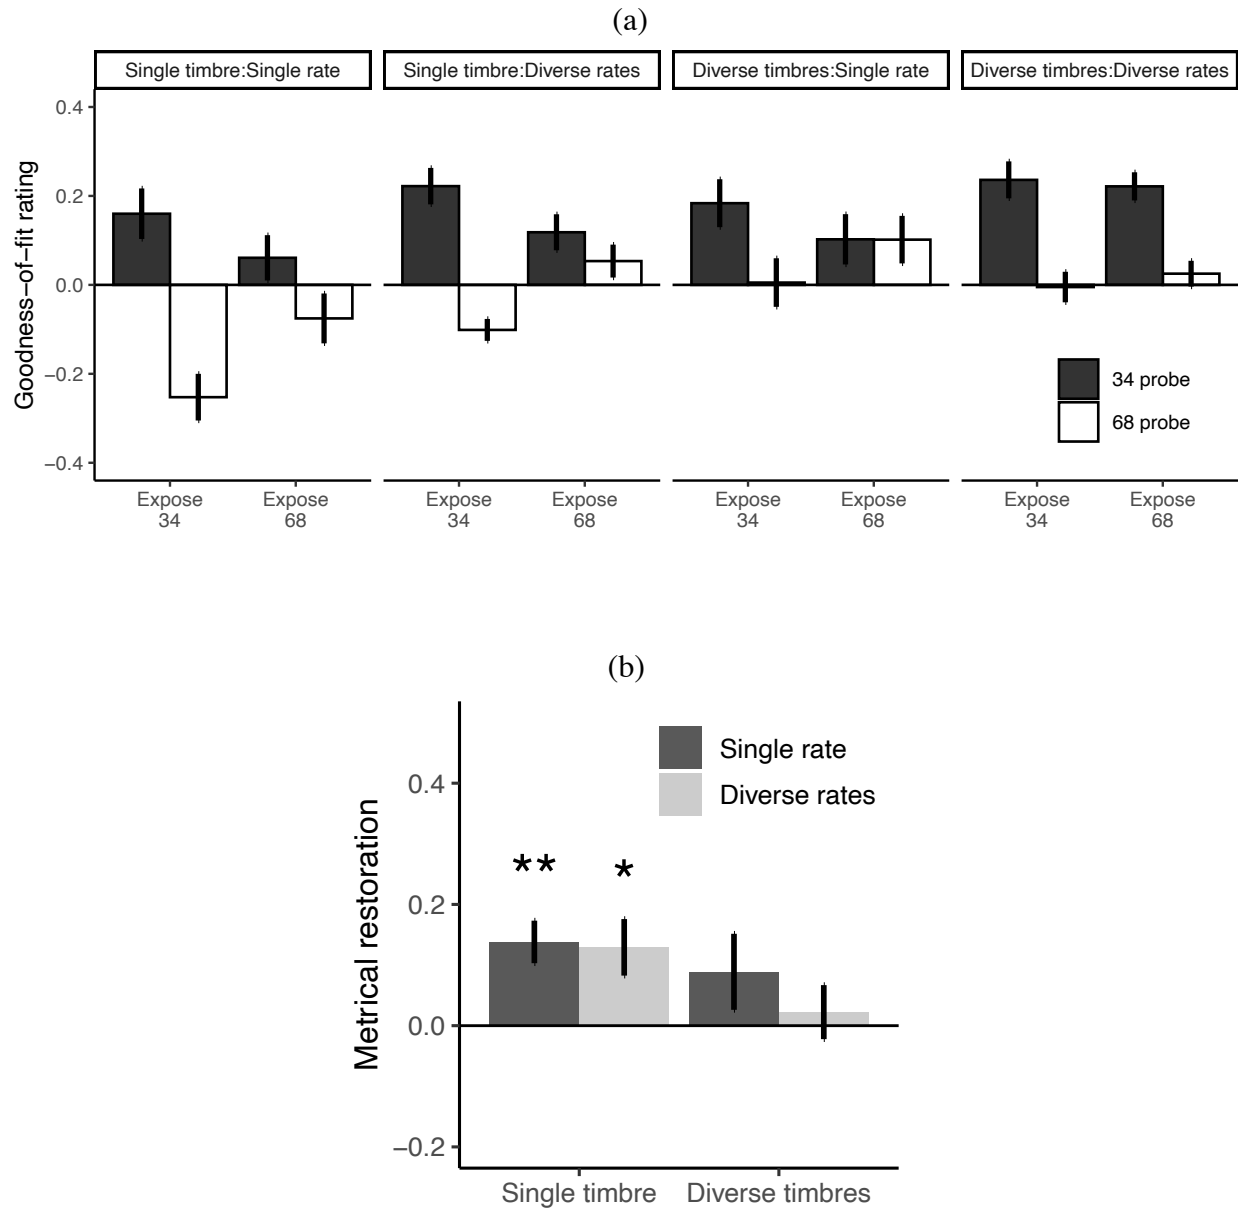 (a)
Single timbre:Single rate
Single timbre:Diverse rates
Diverse timbres:Single rate
Diverse timbres:Diverse rates
Goodness−of−fit rating
0.4
0.2
0.0
−0.2
−0.4
34 probe
68 probe
Expose
34
Expose
68
Expose
34
Expose
68
Expose
34
Expose
68
Expose
34
Expose
68
(b)
Metrical restoration
Single rate
Diverse rates
0.4
** *
0.2
0.0
−0.2
Single timbre
Diverse timbres